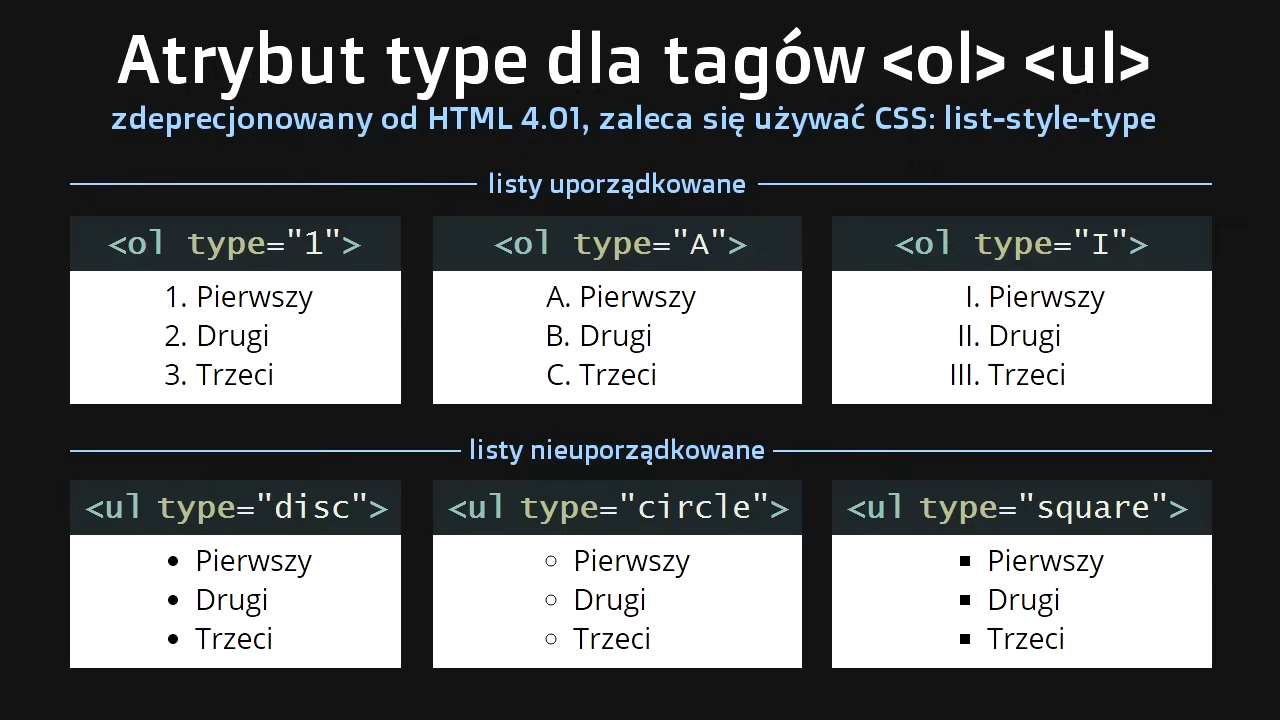 Atrybut type dla tagów <ol> <ul>
zdeprecjonowany od HTML 4.01, zaleca się używać CSS: list-style-type
listy uporządkowane
<ol type="1">
1. Pierwszy
2. Drugi
3. Trzeci
<ol type="A">
A. Pierwszy
B. Drugi
C. Trzeci
<ol type="I">
I. Pierwszy
II. Drugi
III. Trzeci
listy nieuporządkowane
<ul type="disc">
• Pierwszy
• Drugi
• Trzeci
<ul type="circle">
○ Pierwszy
○ Drugi
○ Trzeci
<ul type="square">
▪ Pierwszy
▪ Drugi
▪ Trzeci